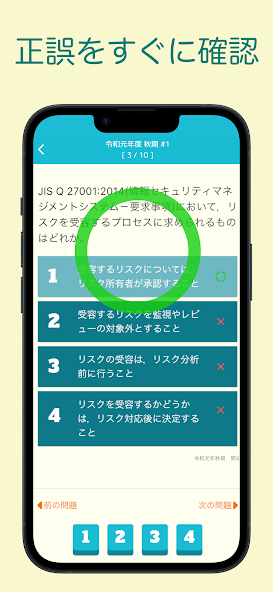 正誤をすぐに確認
令和元年度 秋期 #1
[ 3 / 10 ]
JIS Q 27001:2014(情報セキュリティマネ
ジメントシステム－要求事項)において，リ
スクを受容するプロセスに求められるもの
はどれか。
1 受容するリスクについては，
リスク所有者が承認すること
2 受容するリスクを監視やレビ
ューの対象外とすること
3 リスクの受容は，リスク分析
前に行うこと
4 リスクを受容するかどうか
は，リスク対応後に決定する
こと
令和元年秋期
前の問題 次の問題
1 2 3 4